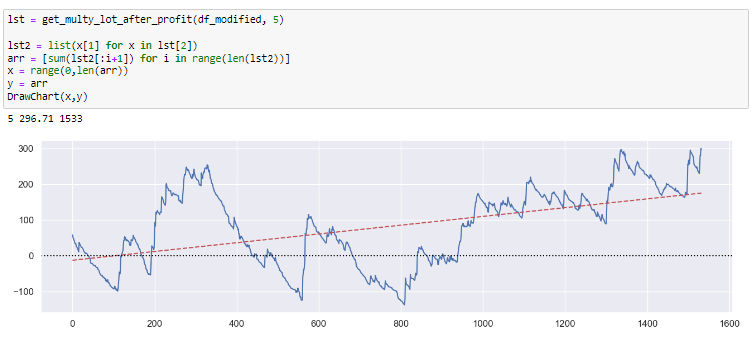 lst = get_multy_lot_after_profit(df_modified, 5)
lst2 = list(x[1] for x in lst[2])
arr = [sum(lst2[:i+1]) for i in range(len(lst2))]
x = range(0,len(arr))
y = arr
DrawChart(x,y)
5 296.71 1533
300
200
100
0
−100
0 200 400 600 800 1000 1200 1400 1600